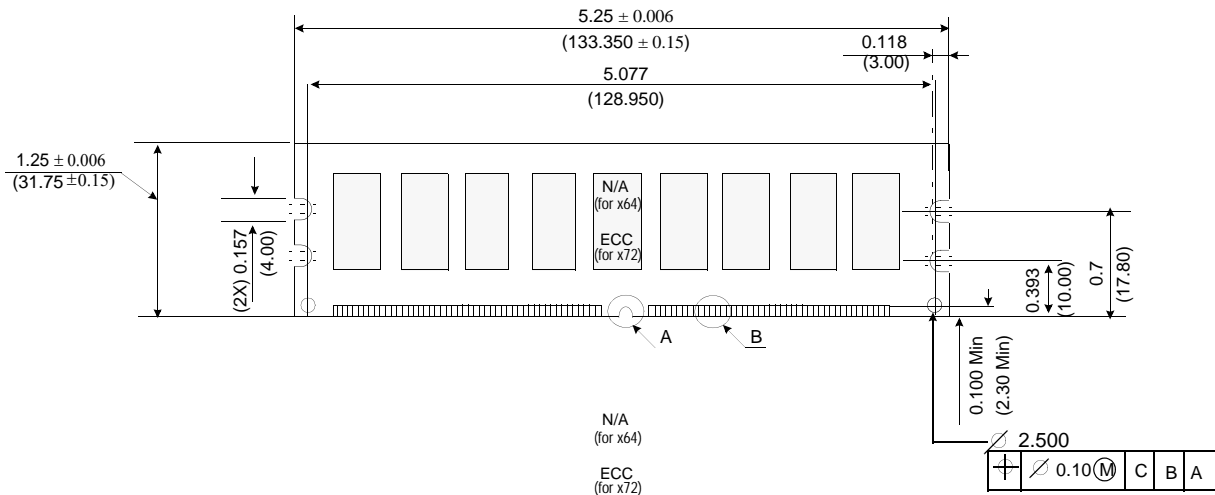 5.25 ± 0.006
(133.350 ± 0.15)
0.118
(3.00)
5.077
(128.950)
1.25 ± 0.006
(31.75 ±0.15)
N/A
(for x64)
ECC
(for x72)
(2X) 0.157
(4.00)
0.393
(10.00)
0.7
(17.80)
A
B
0.100 Min
(2.30 Min)
N/A
(for x64)
ECC
(for x72)
⌀ 2.500
⌖ ⌀ 0.10 Ⓜ C B A